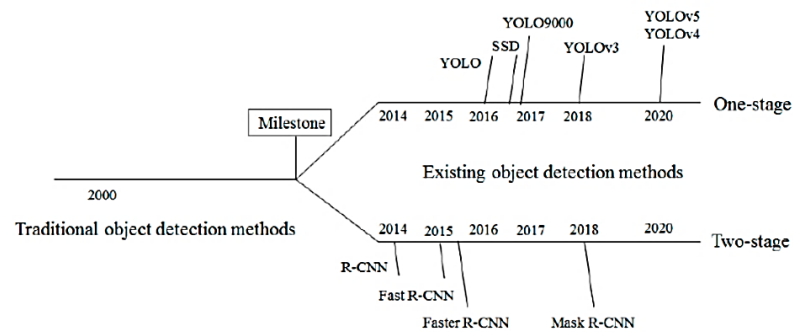 YOLOv5
YOLO9000
YOLOv4
SSD
YOLOv3
YOLO
One-stage
2014 2015 2016 2017 2018 2020
Milestone
Existing object detection methods
2000
Traditional object detection methods
2014 2015 2016 2017 2018 2020
Two-stage
R-CNN
Fast R-CNN
Faster R-CNN
Mask R-CNN